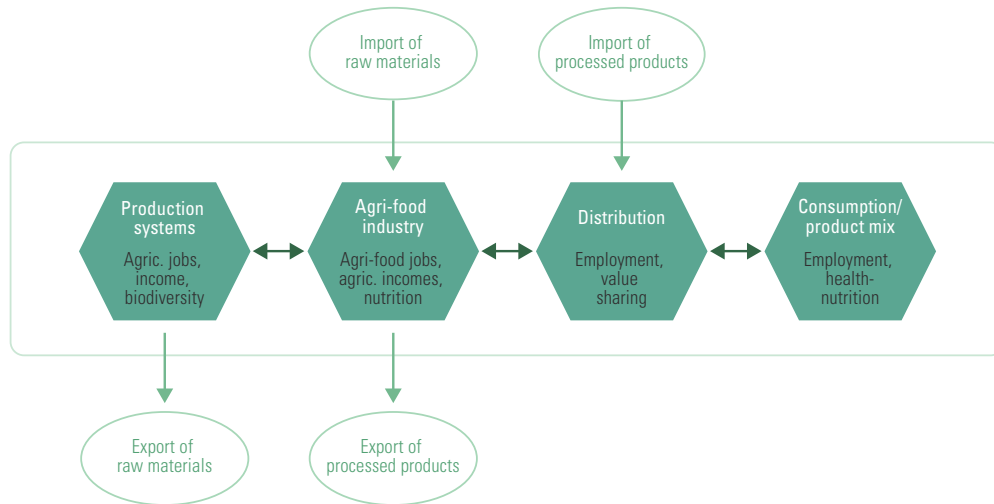 Import of
raw materials
Import of
processed products
Production
systems
Agric. jobs,
income,
biodiversity
Agri-food
industry
Agri-food jobs,
agric. incomes,
nutrition
Distribution
Employment,
value
sharing
Consumption/
product mix
Employment,
health-
nutrition
Export of
raw materials
Export of
processed products